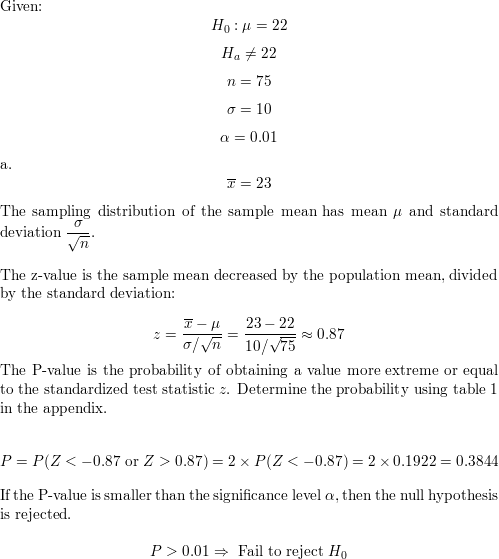 Given:
H₀ : μ = 22
Hₐ ≠ 22
n = 75
σ = 10
α = 0.01
a.
x̅ = 23
The sampling distribution of the sample mean has mean μ and standard
deviation σ/√n.
The z-value is the sample mean decreased by the population mean, divided
by the standard deviation:
z = (x̅ − μ)/(σ/√n) = (23 − 22)/(10/√75) ≈ 0.87
The P-value is the probability of obtaining a value more extreme or equal
to the standardized test statistic z. Determine the probability using table 1
in the appendix.
P = P(Z < −0.87 or Z > 0.87) = 2 × P(Z < −0.87) = 2 × 0.1922 = 0.3844
If the P-value is smaller than the significance level α, then the null hypothesis
is rejected.
P > 0.01 ⇒ Fail to reject H₀